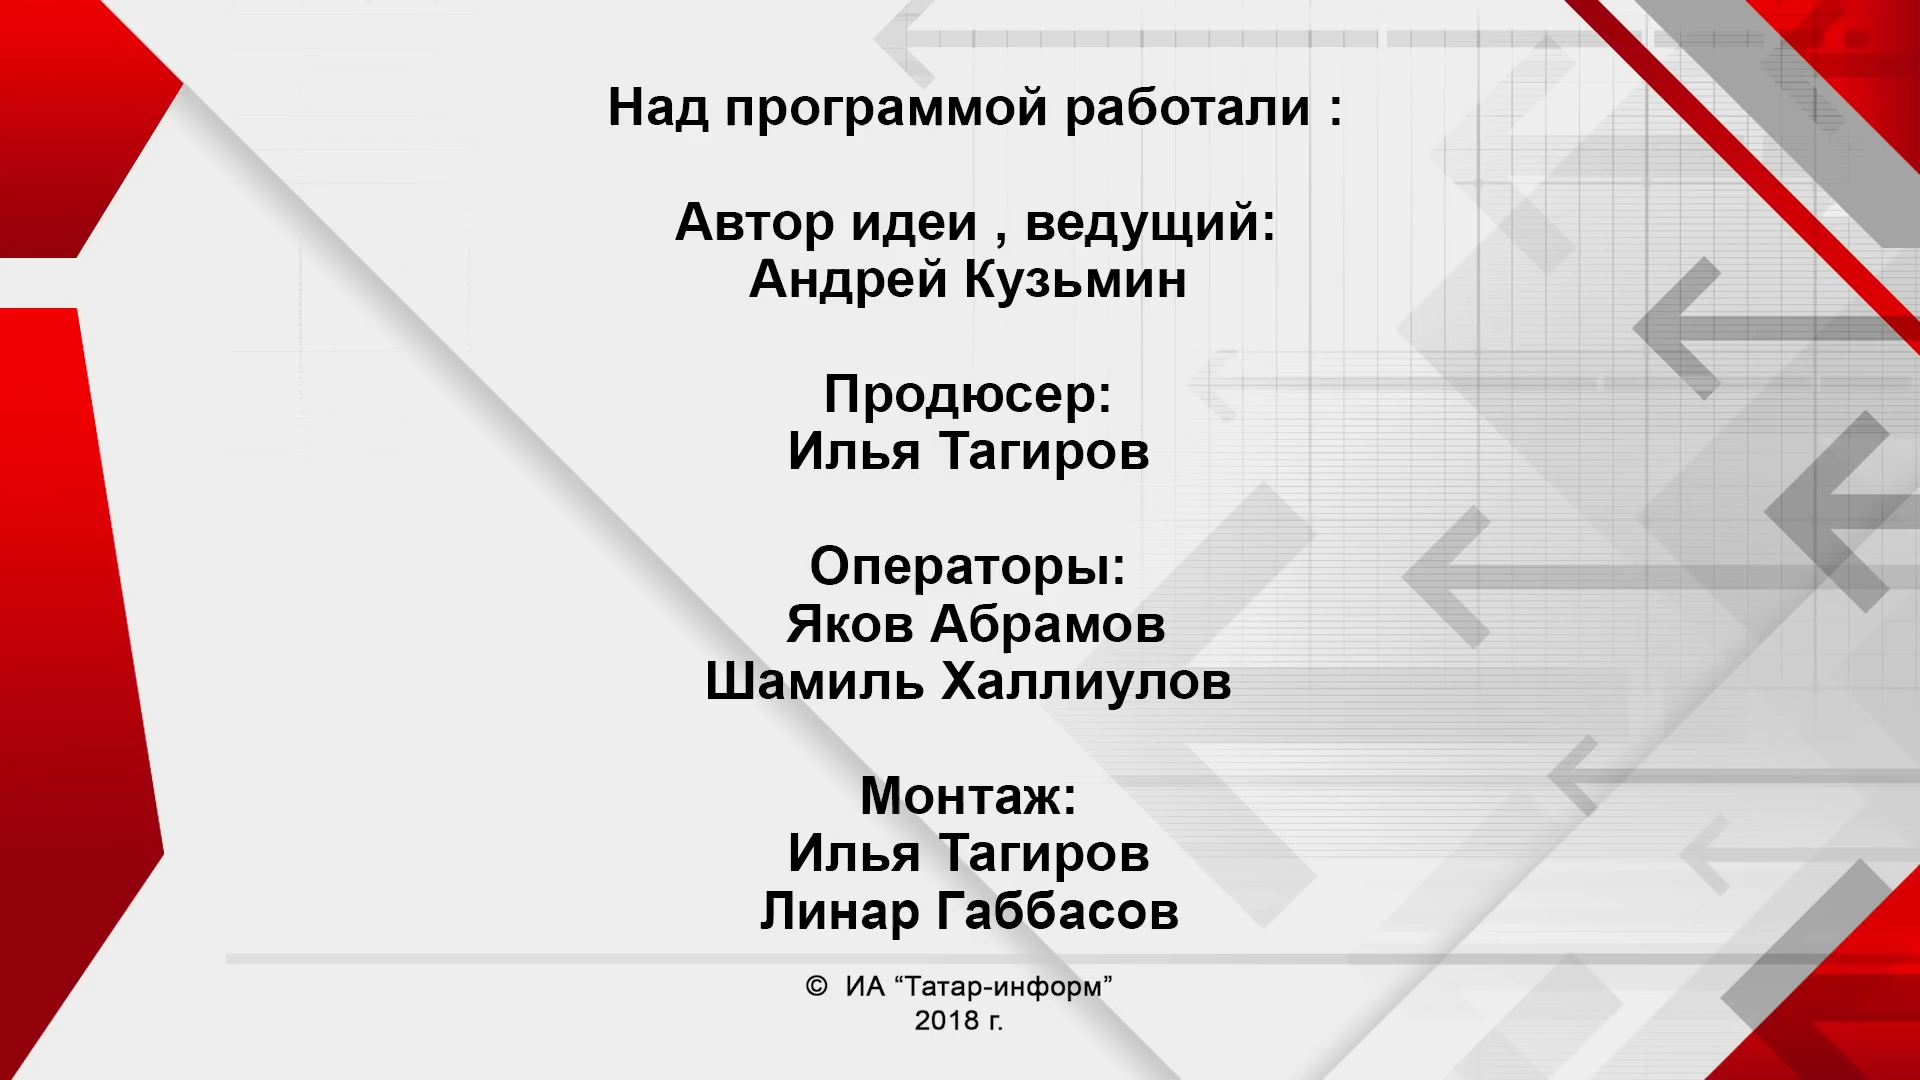 Над программой работали :
Автор идеи , ведущий:
Андрей Кузьмин
Продюсер:
Илья Тагиров
Операторы:
Яков Абрамов
Шамиль Халлиулов
Монтаж:
Илья Тагиров
Линар Габбасов
© ИА “Татар-информ”
2018 г.